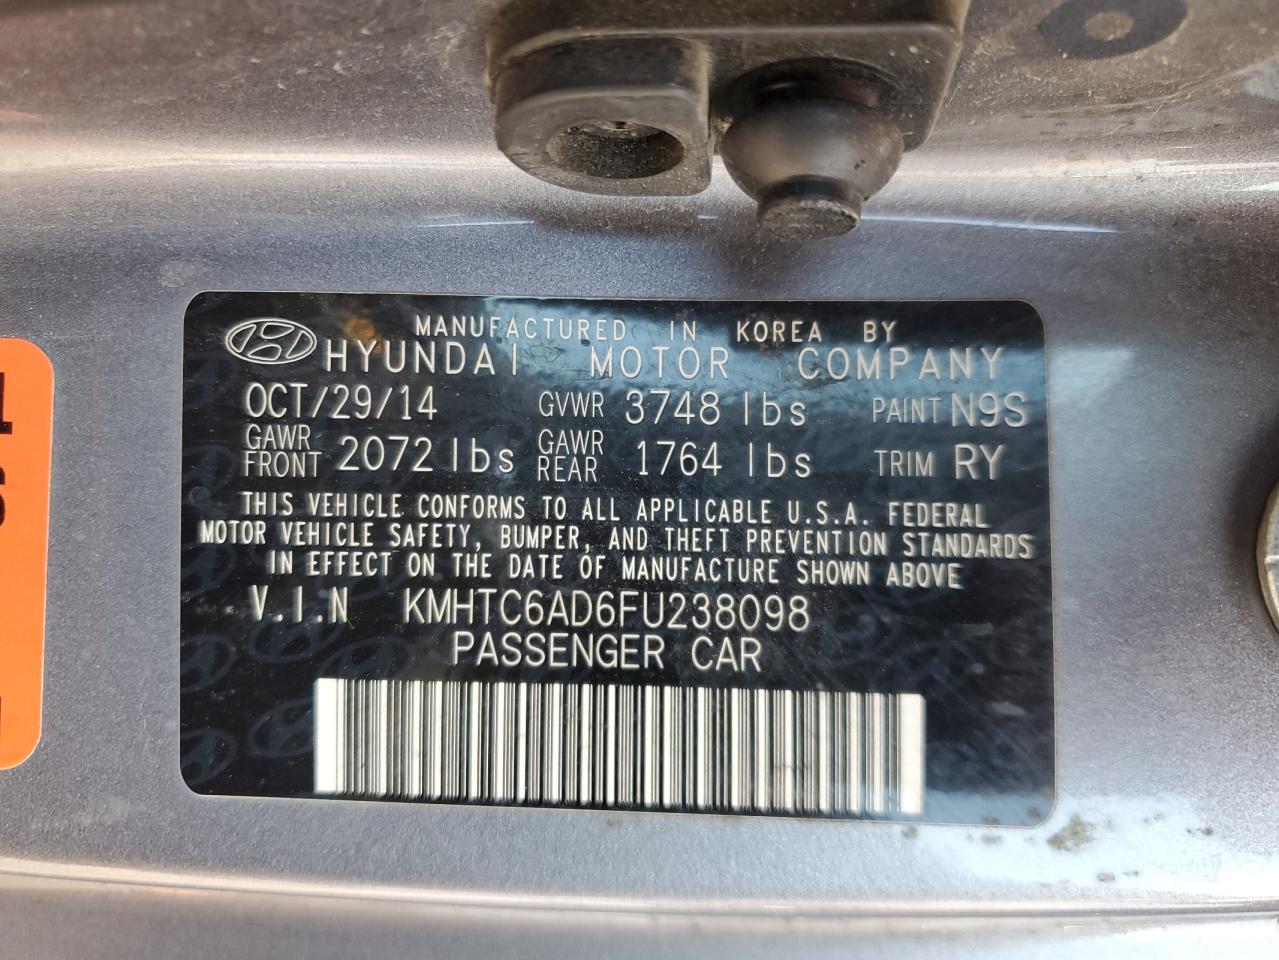 MANUFACTURED IN KOREA BY
HYUNDAI MOTOR COMPANY
OCT/29/14 GVWR 3748 lbs PAINT N9S
GAWR FRONT 2072 lbs GAWR REAR 1764 lbs TRIM RY
THIS VEHICLE CONFORMS TO ALL APPLICABLE U.S.A. FEDERAL
MOTOR VEHICLE SAFETY, BUMPER, AND THEFT PREVENTION STANDARDS
IN EFFECT ON THE DATE OF MANUFACTURE SHOWN ABOVE
V.I.N KMHTC6AD6FU238098
PASSENGER CAR